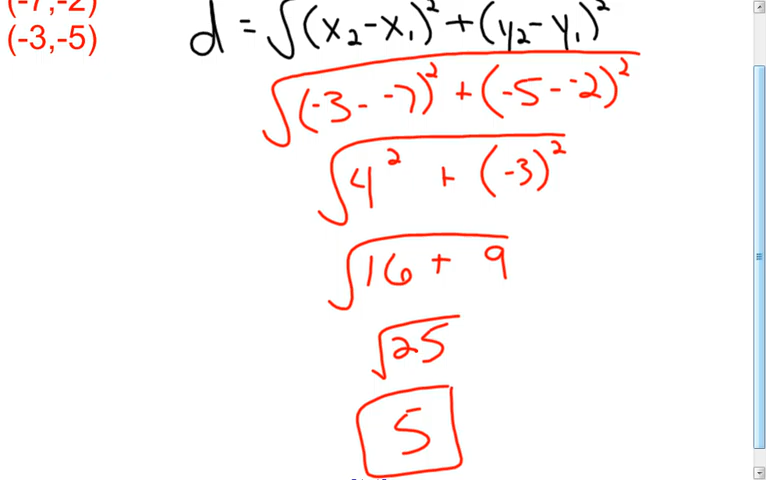 (-7,-2)
(-3,-5)
d = √(x₂-x₁)² + (y₂-y₁)²
√(-3--7)² + (-5--2)²
√4² + (-3)²
√16 + 9
√25
5